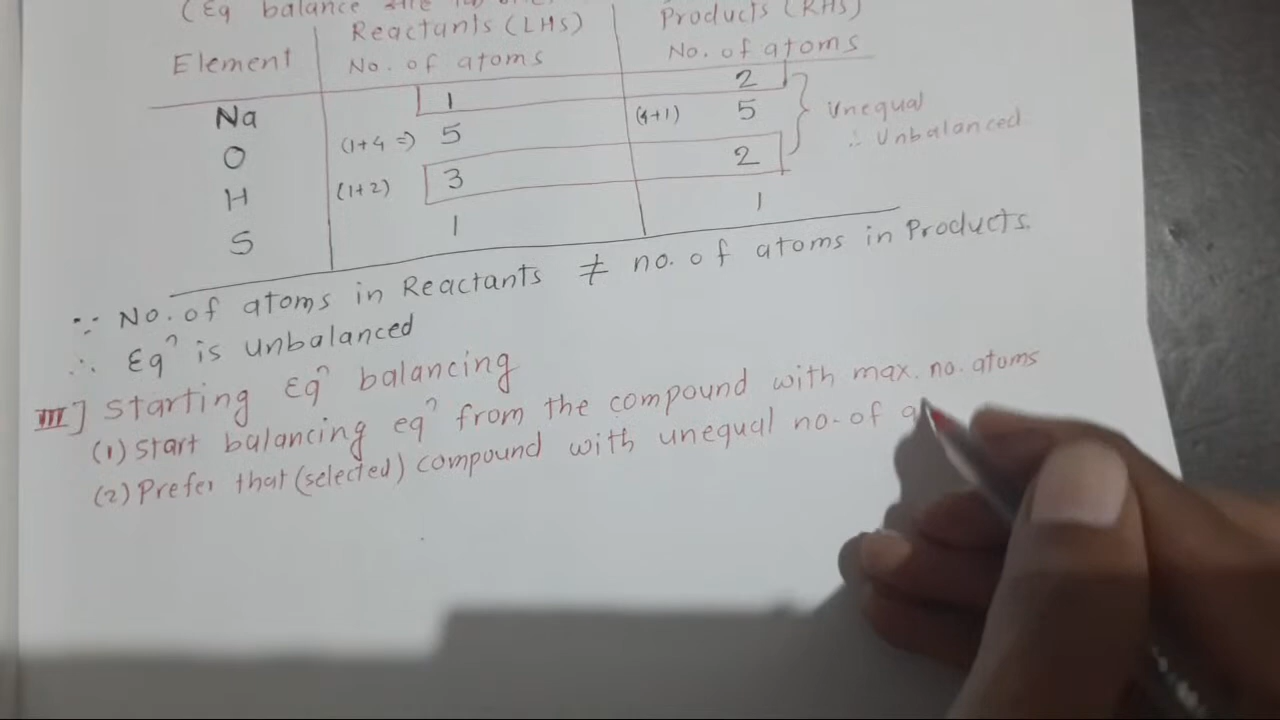 (Eq balance
Reactants (LHS) Products (RHS)
Element No. of atoms No. of atoms
Na 1 2
O (1+4 =) 5 (4+1) 5
H (1+2) 3 2
S 1 1
} Unequal
∴ Unbalanced
∵ No. of atoms in Reactants ≠ no. of atoms in Products.
∴ Eqⁿ is unbalanced
III] Starting Eqⁿ balancing
(1) Start balancing eqⁿ from the compound with max. no. atoms
(2) Prefer that (selected) compound with unequal no. of a